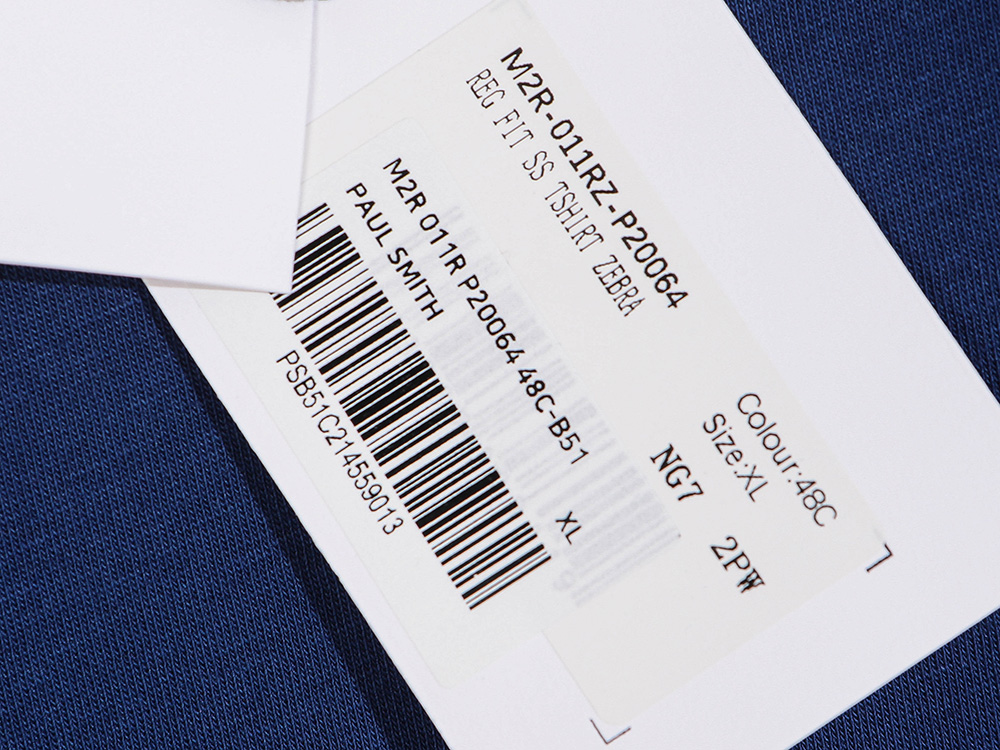 M2R-011RZ-P20064
REG FIT SS TSHIRT ZEBRA
Colour:48C
Size:XL
NG7 2PW
M2R 011R P20064 48C-B51
PAUL SMITH
XL
PSB51C214559013